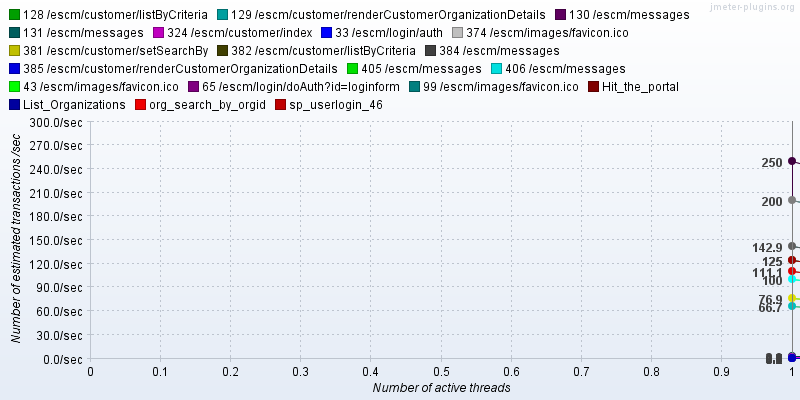 jmeter-plugins.org
128 /escm/customer/listByCriteria 129 /escm/customer/renderCustomerOrganizationDetails 130 /escm/messages
131 /escm/messages 324 /escm/customer/index 33 /escm/login/auth 374 /escm/images/favicon.ico
381 /escm/customer/setSearchBy 382 /escm/customer/listByCriteria 384 /escm/messages
385 /escm/customer/renderCustomerOrganizationDetails 405 /escm/messages 406 /escm/messages
43 /escm/images/favicon.ico 65 /escm/login/doAuth?id=loginform 99 /escm/images/favicon.ico Hit_the_portal
List_Organizations org_search_by_orgid sp_userlogin_46
Number of estimated transactions /sec
300.0/sec
270.0/sec
240.0/sec
210.0/sec
180.0/sec
150.0/sec
120.0/sec
90.0/sec
60.0/sec
30.0/sec
0.0/sec
250
200
142.9
125
111.1
100
76.9
66.7
0 0.1 0.2 0.3 0.4 0.5 0.6 0.7 0.8 0.9 1
Number of active threads